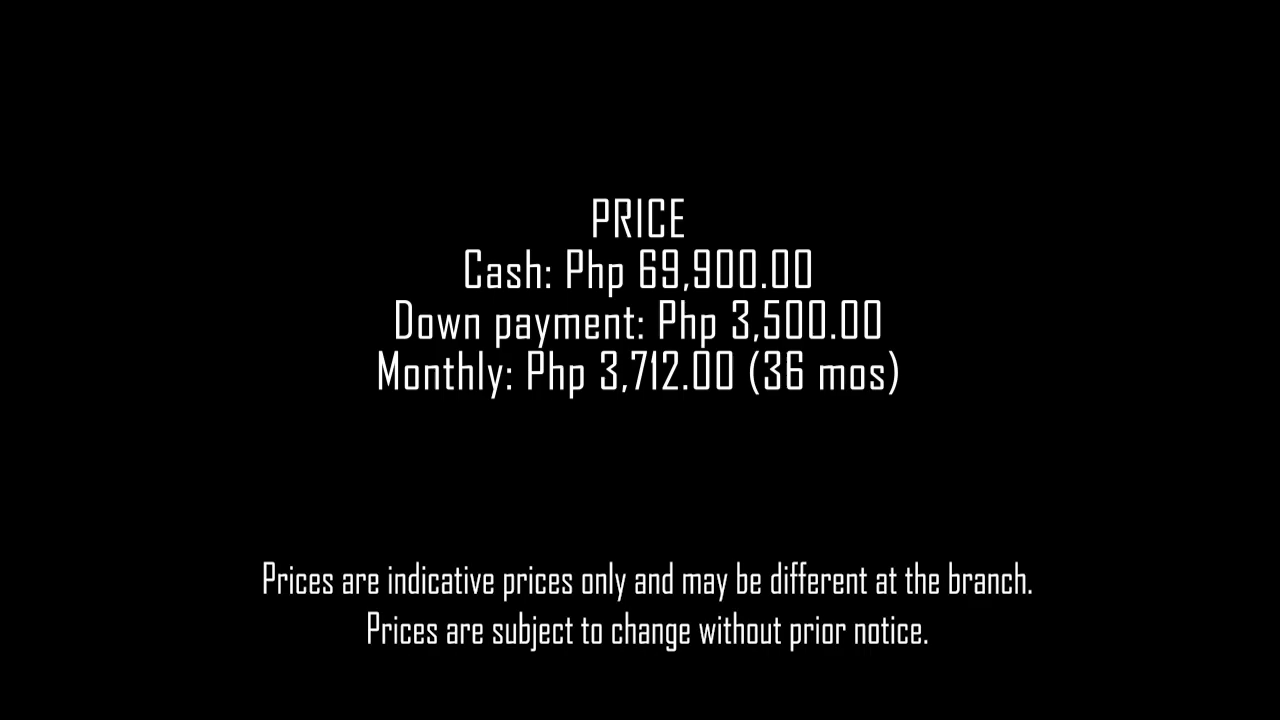 PRICE
Cash: Php 69,900.00
Down payment: Php 3,500.00
Monthly: Php 3,712.00 (36 mos)
Prices are indicative prices only and may be different at the branch.
Prices are subject to change without prior notice.